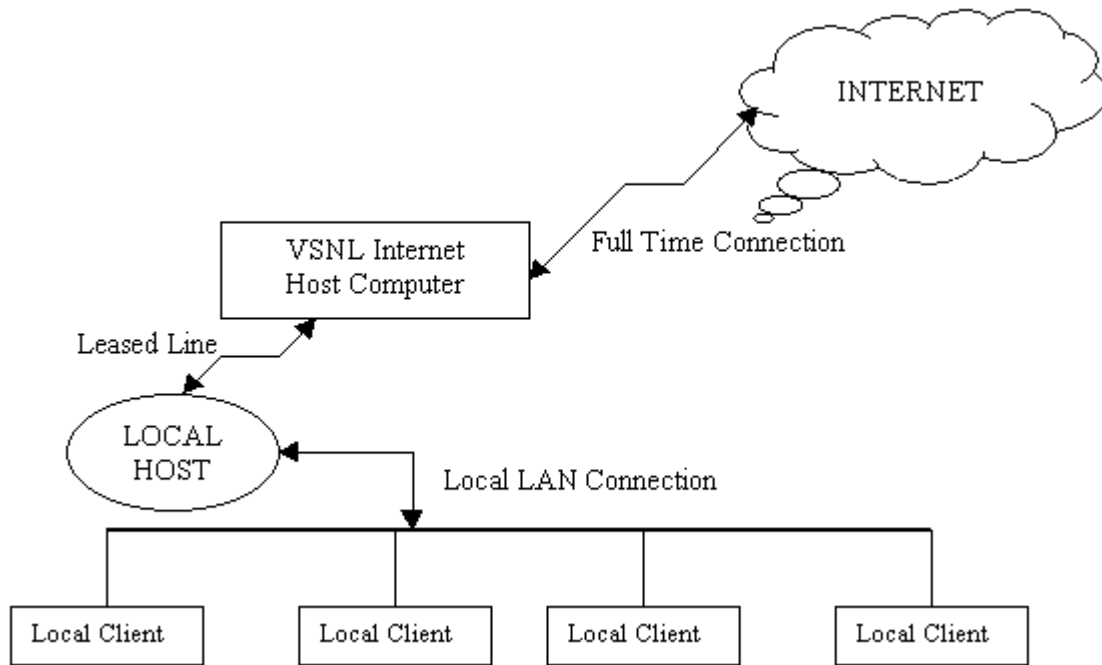 INTERNET
VSNL Internet
Host Computer
Full Time Connection
Leased Line
LOCAL
HOST
Local LAN Connection
Local Client
Local Client
Local Client
Local Client